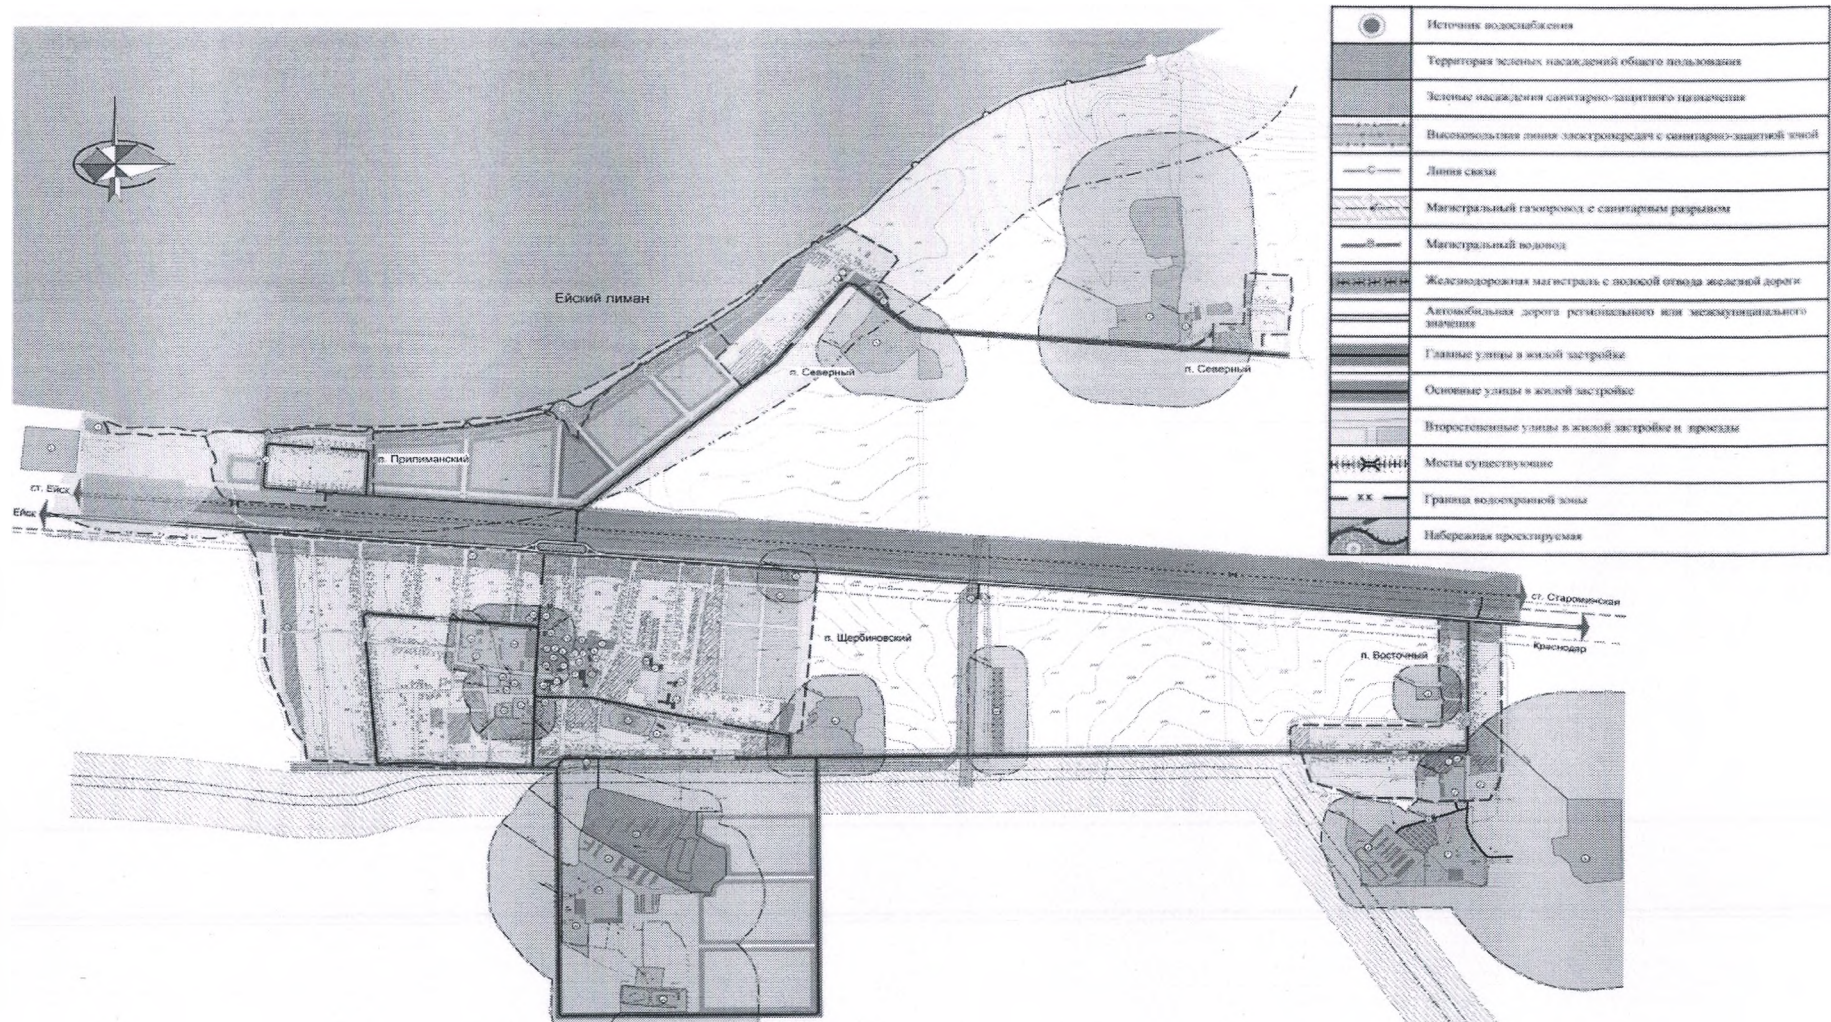 Источник водоснабжения
Территория зеленых насаждений общего пользования
Зеленые насаждения санитарно-защитного назначения
Высоковольтная линия электропередач с санитарно-защитной зоной
С
Линия связи
Магистральный газопровод с санитарным разрывом
В
Магистральный водовод
Железнодорожная магистраль с полосой отвода железной дороги
Автомобильная дорога регионального или межмуниципального
значения
Главные улицы в жилой застройке
Основные улицы в жилой застройке
Второстепенные улицы в жилой застройке и проезды
Мосты существующие
хк
Граница водоохранной зоны
Набережная проектируемая
Ейский лиман
п. Северный
п. Северный
п. Прилиманский
ст. Ейск
Ейск
ст. Староминская
п. Щербиновский
Краснодар
п. Восточный